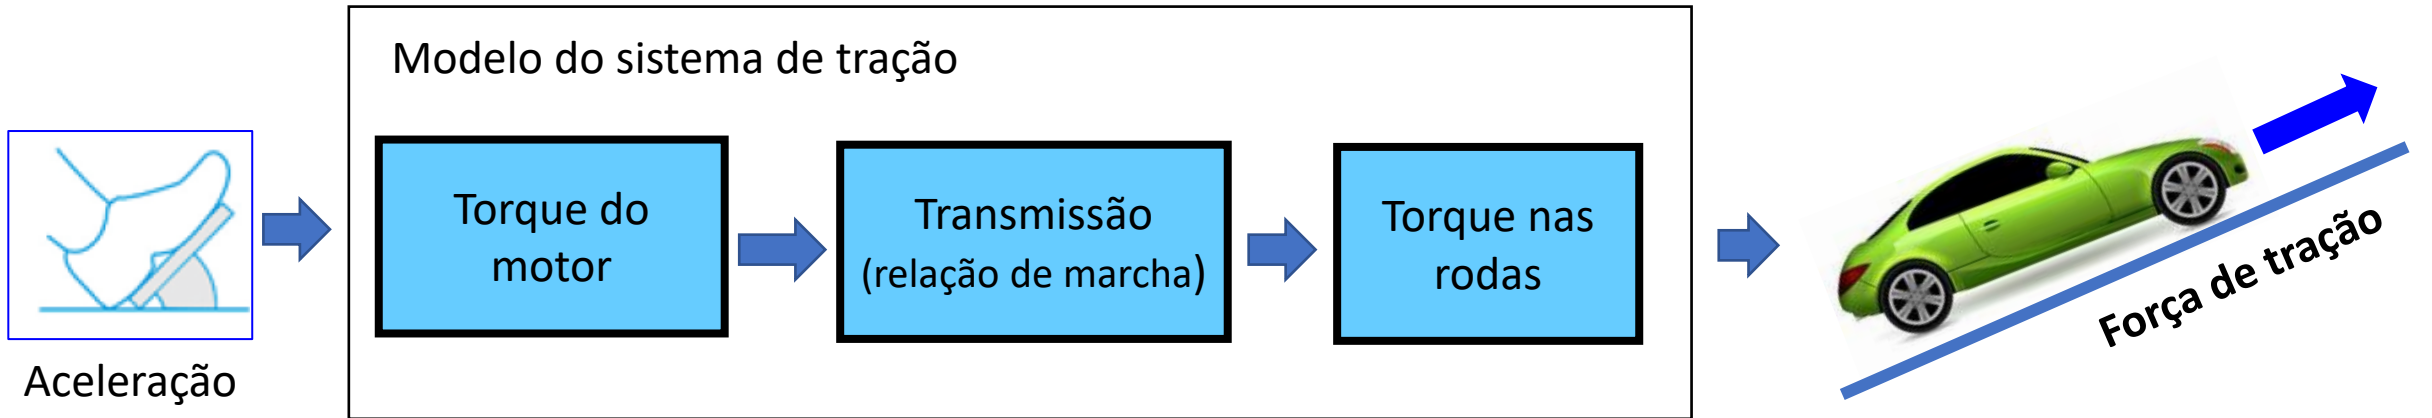 Modelo do sistema de tração
Aceleração
Torque do
motor
Transmissão
(relação de marcha)
Torque nas
rodas
Força de tração